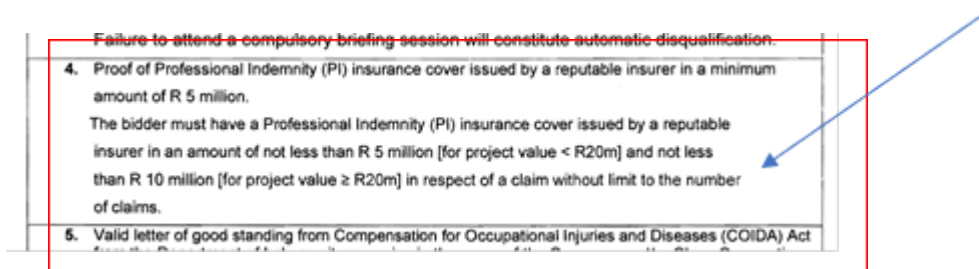 Failure to attend a compulsory briefing session will constitute automatic disqualification.
4. Proof of Professional Indemnity (PI) insurance cover issued by a reputable insurer in a minimum
amount of R 5 million.
The bidder must have a Professional Indemnity (PI) insurance cover issued by a reputable
insurer in an amount of not less than R 5 million [for project value < R20m] and not less
than R 10 million [for project value ≥ R20m] in respect of a claim without limit to the number
of claims.
5. Valid letter of good standing from Compensation for Occupational Injuries and Diseases (COIDA) Act